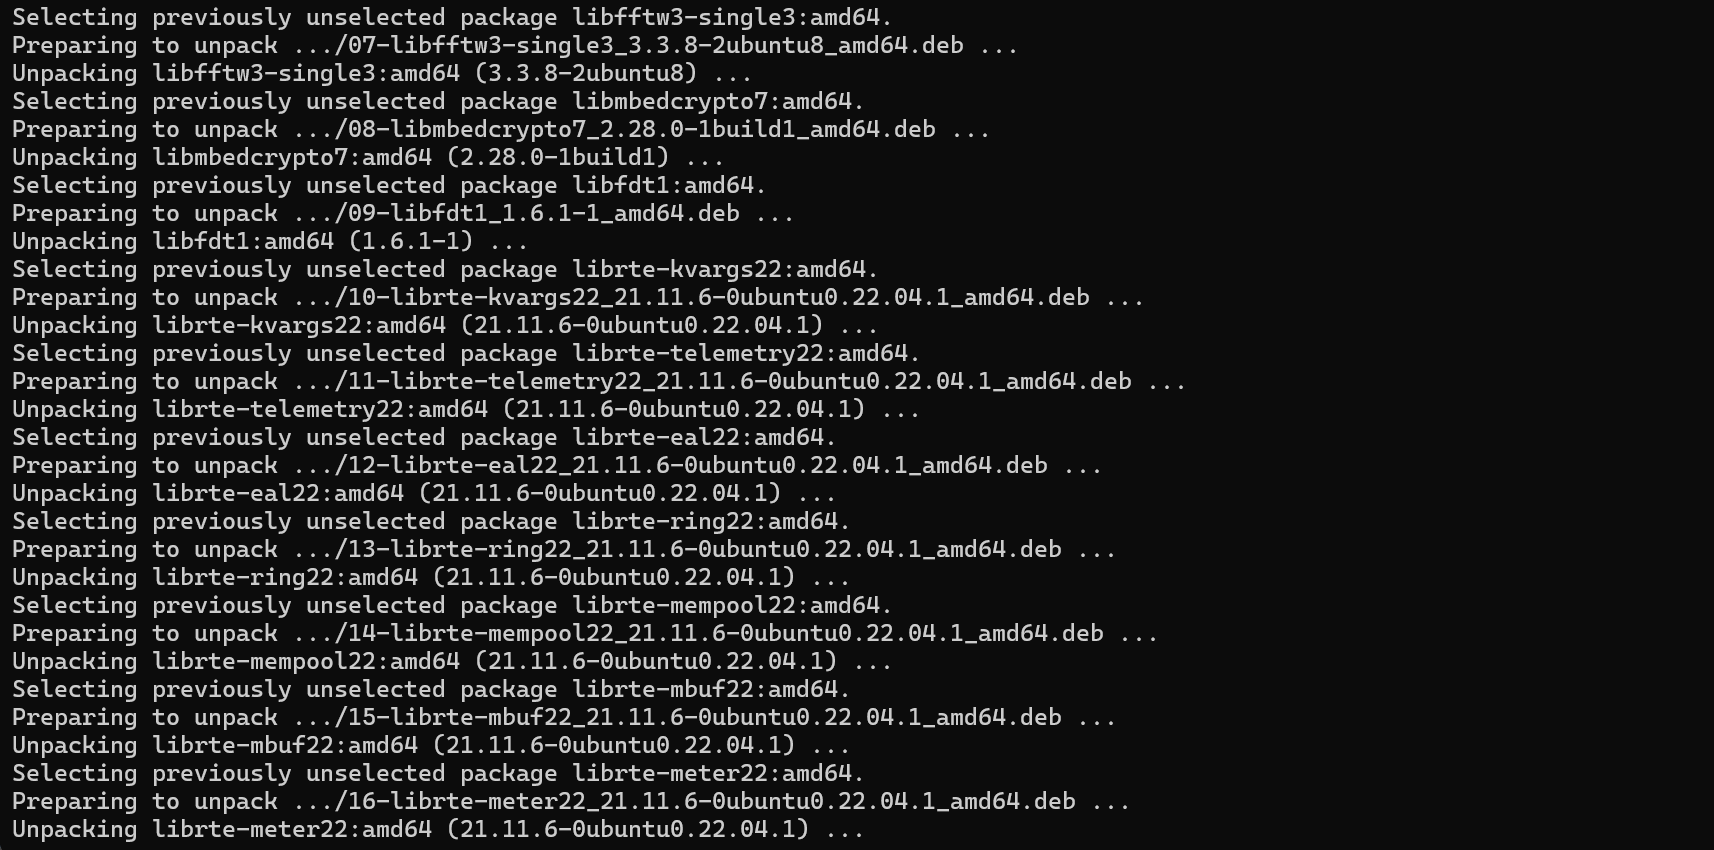 Selecting previously unselected package libfftw3-single3:amd64.
Preparing to unpack .../07-libfftw3-single3_3.3.8-2ubuntu8_amd64.deb ...
Unpacking libfftw3-single3:amd64 (3.3.8-2ubuntu8) ...
Selecting previously unselected package libmbedcrypto7:amd64.
Preparing to unpack .../08-libmbedcrypto7_2.28.0-1build1_amd64.deb ...
Unpacking libmbedcrypto7:amd64 (2.28.0-1build1) ...
Selecting previously unselected package libfdt1:amd64.
Preparing to unpack .../09-libfdt1_1.6.1-1_amd64.deb ...
Unpacking libfdt1:amd64 (1.6.1-1) ...
Selecting previously unselected package librte-kvargs22:amd64.
Preparing to unpack .../10-librte-kvargs22_21.11.6-0ubuntu0.22.04.1_amd64.deb ...
Unpacking librte-kvargs22:amd64 (21.11.6-0ubuntu0.22.04.1) ...
Selecting previously unselected package librte-telemetry22:amd64.
Preparing to unpack .../11-librte-telemetry22_21.11.6-0ubuntu0.22.04.1_amd64.deb ...
Unpacking librte-telemetry22:amd64 (21.11.6-0ubuntu0.22.04.1) ...
Selecting previously unselected package librte-eal22:amd64.
Preparing to unpack .../12-librte-eal22_21.11.6-0ubuntu0.22.04.1_amd64.deb ...
Unpacking librte-eal22:amd64 (21.11.6-0ubuntu0.22.04.1) ...
Selecting previously unselected package librte-ring22:amd64.
Preparing to unpack .../13-librte-ring22_21.11.6-0ubuntu0.22.04.1_amd64.deb ...
Unpacking librte-ring22:amd64 (21.11.6-0ubuntu0.22.04.1) ...
Selecting previously unselected package librte-mempool22:amd64.
Preparing to unpack .../14-librte-mempool22_21.11.6-0ubuntu0.22.04.1_amd64.deb ...
Unpacking librte-mempool22:amd64 (21.11.6-0ubuntu0.22.04.1) ...
Selecting previously unselected package librte-mbuf22:amd64.
Preparing to unpack .../15-librte-mbuf22_21.11.6-0ubuntu0.22.04.1_amd64.deb ...
Unpacking librte-mbuf22:amd64 (21.11.6-0ubuntu0.22.04.1) ...
Selecting previously unselected package librte-meter22:amd64.
Preparing to unpack .../16-librte-meter22_21.11.6-0ubuntu0.22.04.1_amd64.deb ...
Unpacking librte-meter22:amd64 (21.11.6-0ubuntu0.22.04.1) ...